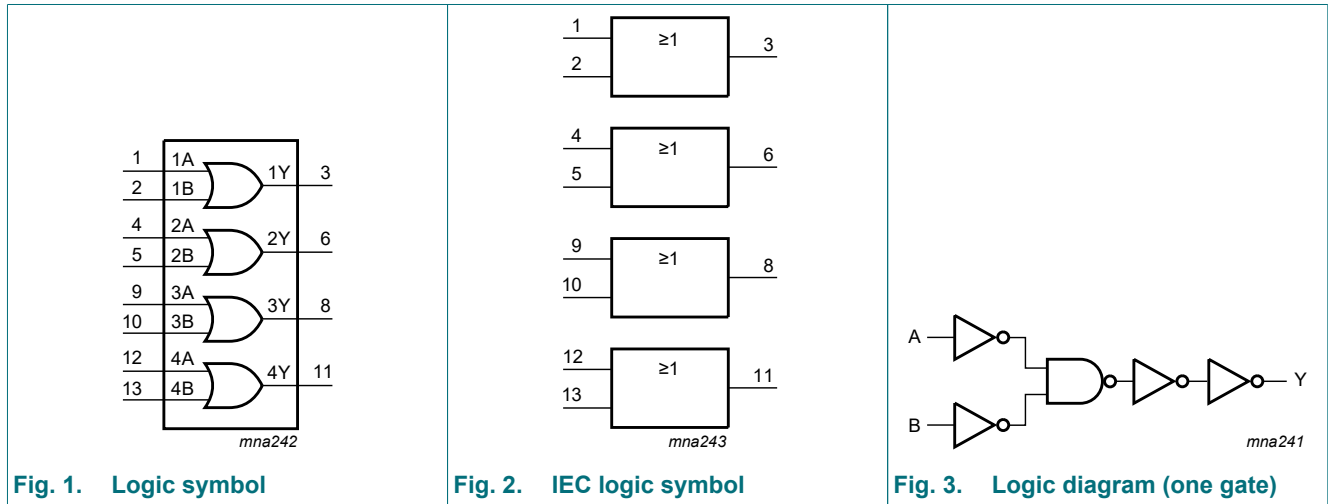 1 1A 1Y 3
2 1B
4 2A 2Y 6
5 2B
9 3A 3Y 8
10 3B
12 4A 4Y 11
13 4B
mna242
Fig. 1. Logic symbol
1 ≥1 3
2
4 ≥1 6
5
9 ≥1 8
10
12 ≥1 11
13
mna243
Fig. 2. IEC logic symbol
A
Y
B
mna241
Fig. 3. Logic diagram (one gate)